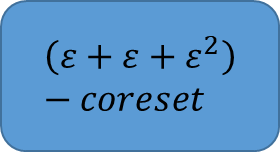 (ε + ε + ε²)
− coreset